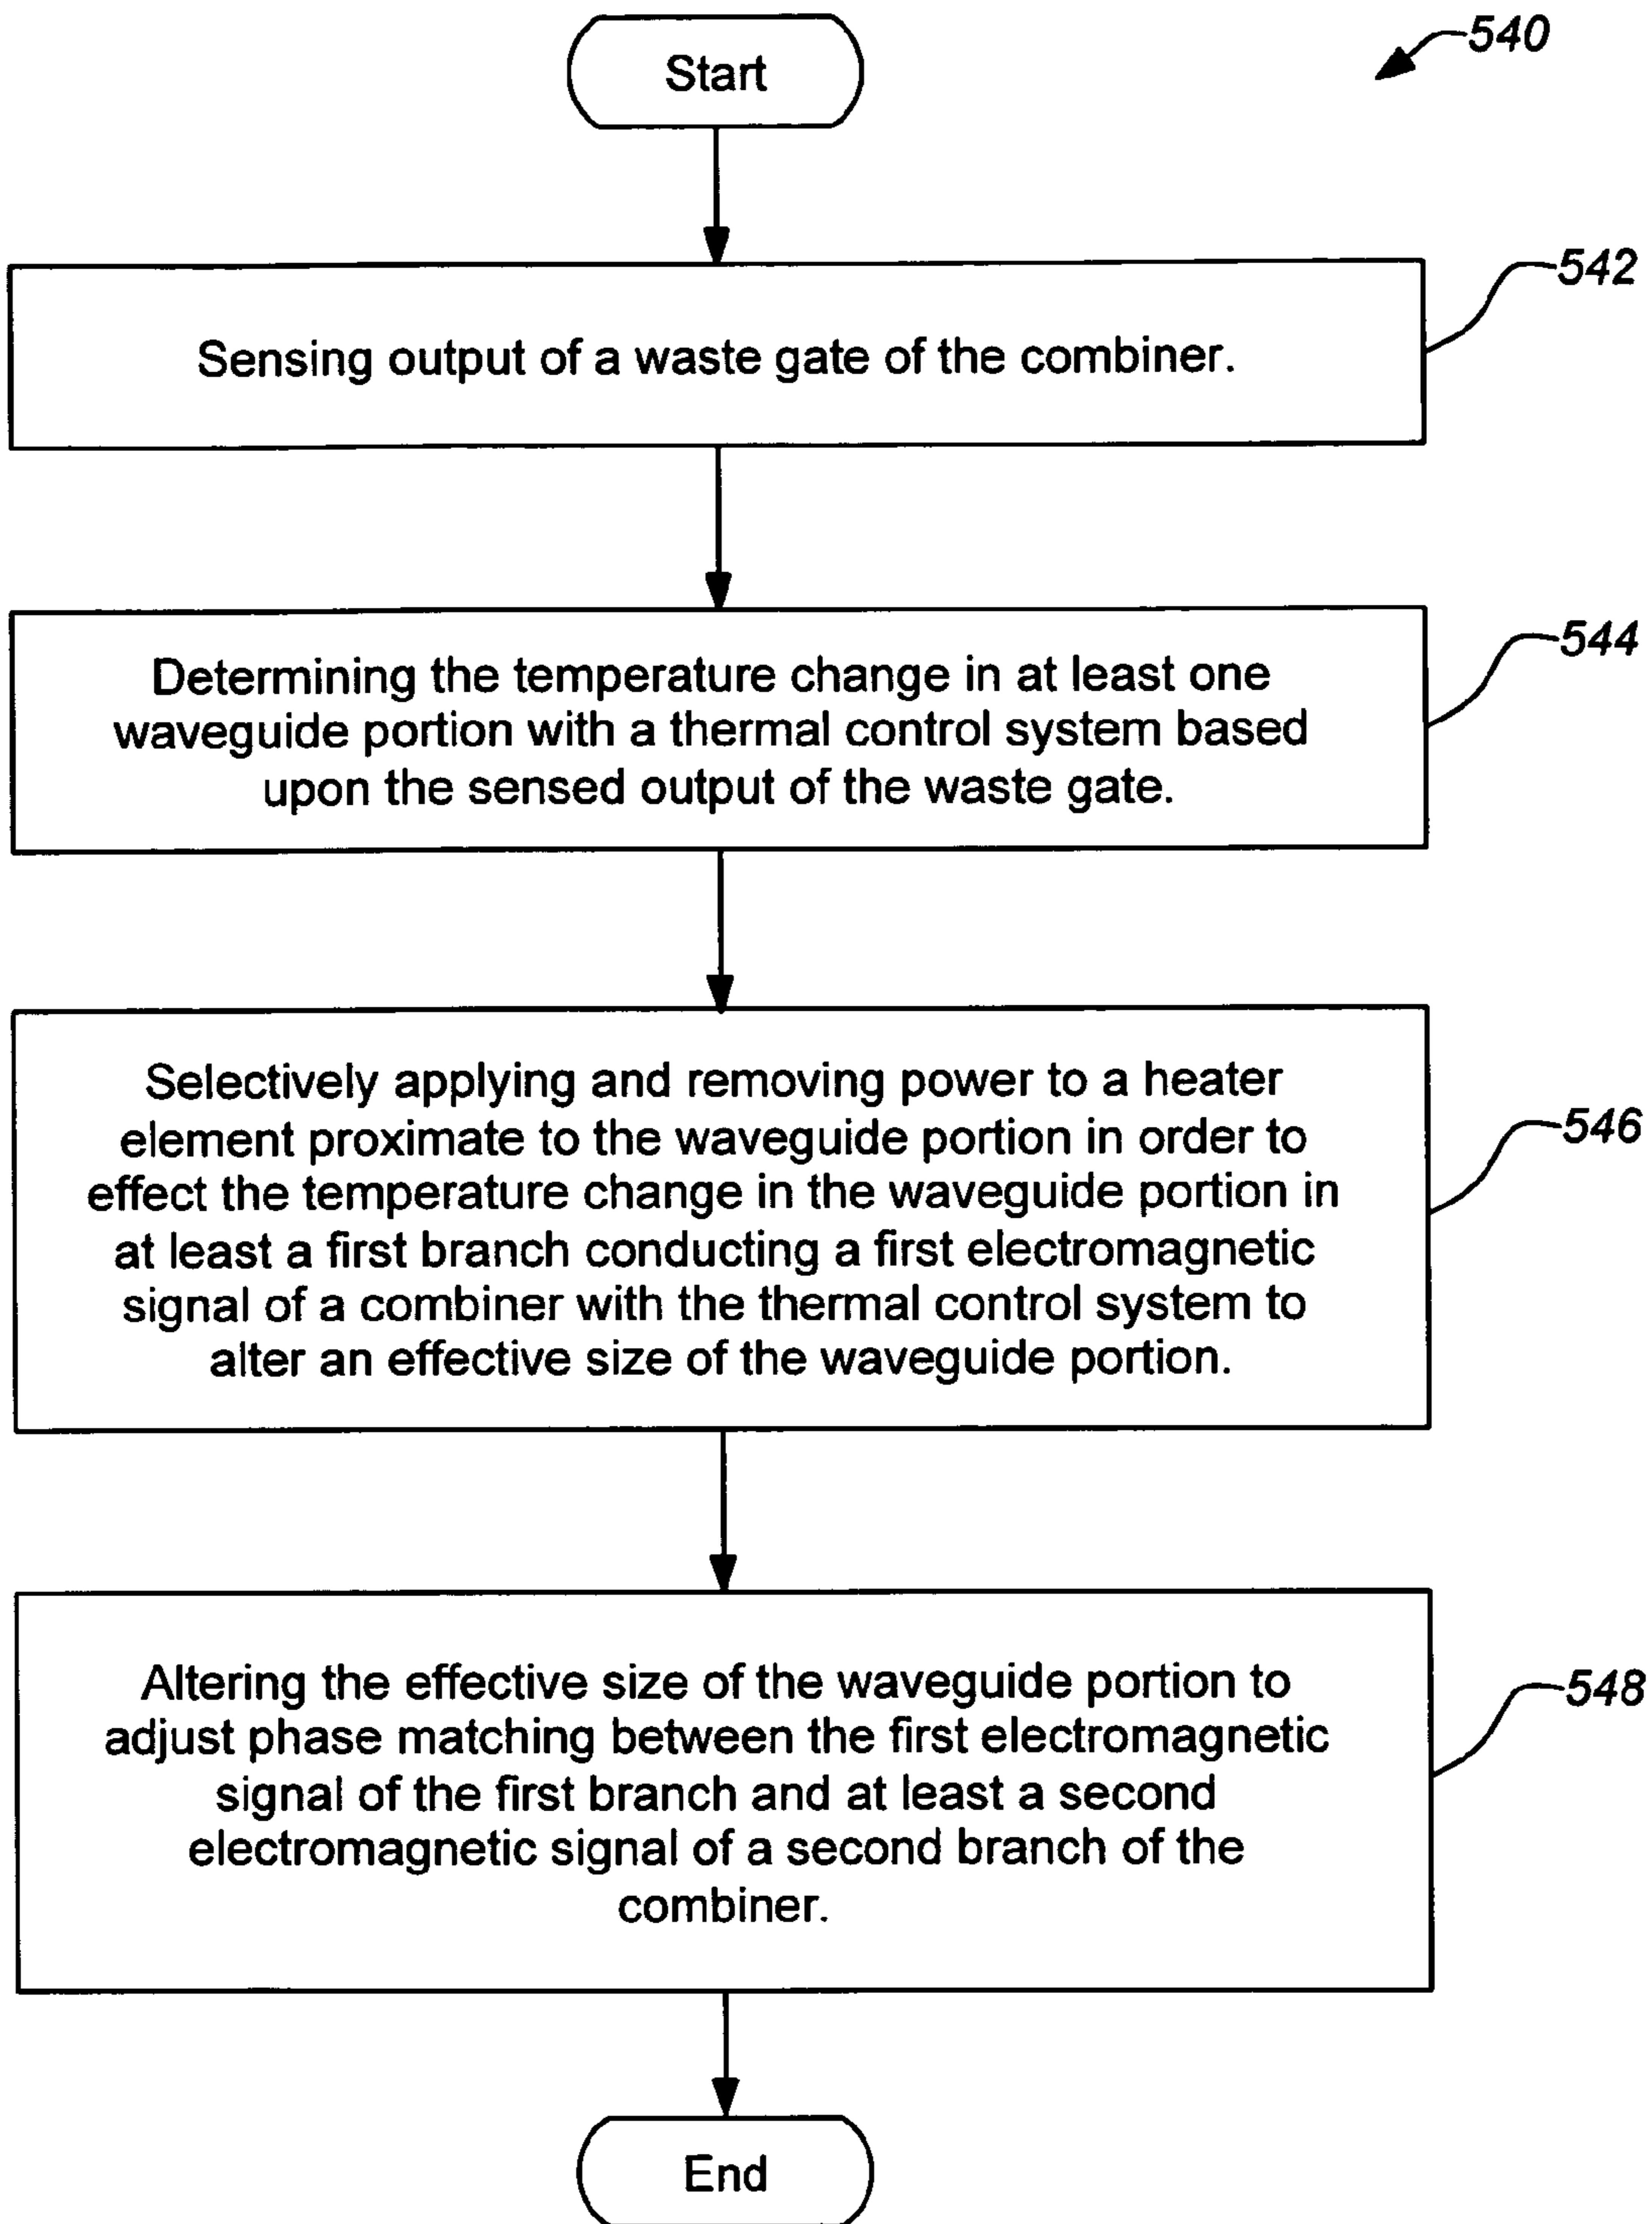 Start
540
Sensing output of a waste gate of the combiner.
542
Determining the temperature change in at least one
waveguide portion with a thermal control system based
upon the sensed output of the waste gate.
544
Selectively applying and removing power to a heater
element proximate to the waveguide portion in order to
effect the temperature change in the waveguide portion in
at least a first branch conducting a first electromagnetic
signal of a combiner with the thermal control system to
alter an effective size of the waveguide portion.
546
Altering the effective size of the waveguide portion to
adjust phase matching between the first electromagnetic
signal of the first branch and at least a second
electromagnetic signal of a second branch of the
combiner.
548
End